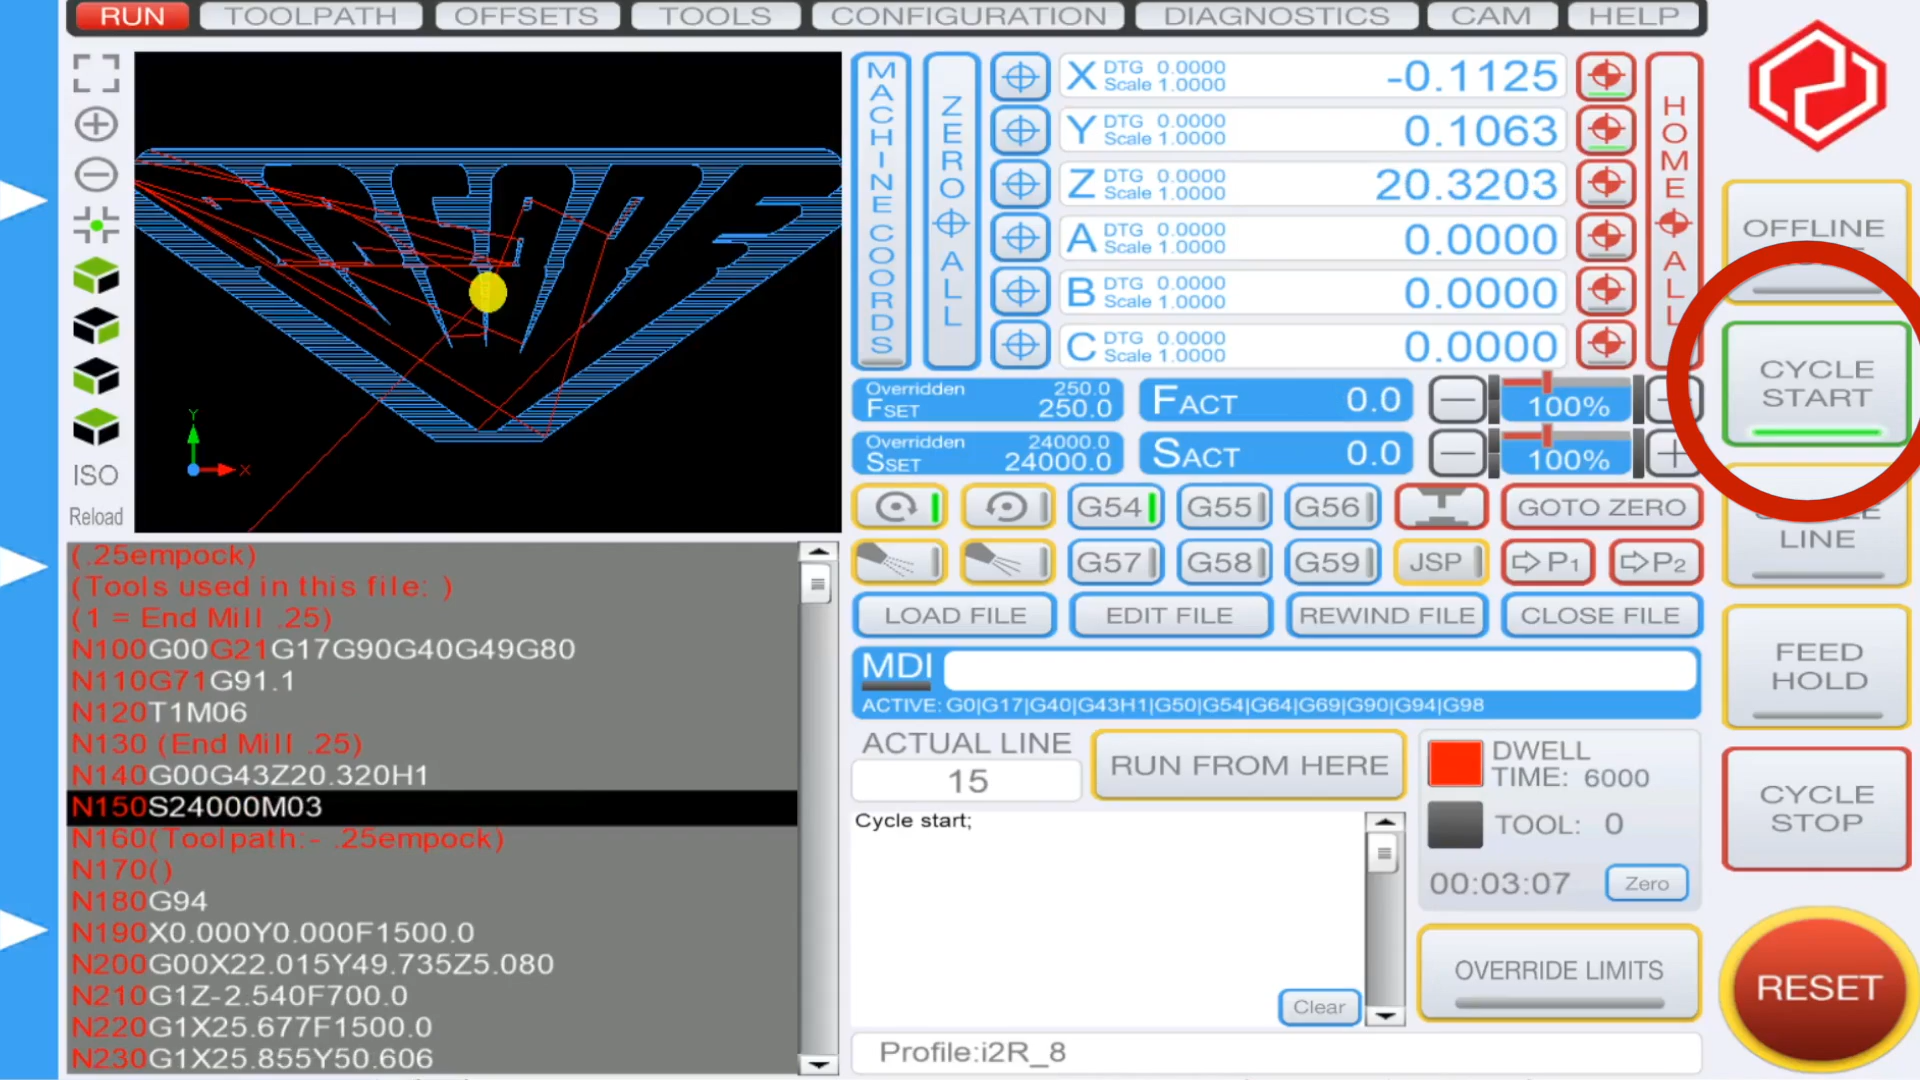 RUN TOOLPATH OFFSETS TOOLS CONFIGURATION DIAGNOSTICS CAM HELP
ISO
Reload
MACHINE COORDS
ZERO ALL
X DTG 0.0000 Scale 1.0000 -0.1125
Y DTG 0.0000 Scale 1.0000 0.1063
Z DTG 0.0000 Scale 1.0000 20.3203
A DTG 0.0000 Scale 1.0000 0.0000
B DTG 0.0000 Scale 1.0000 0.0000
C DTG 0.0000 Scale 1.0000 0.0000
HOME ALL
Y
X
Overridden 250.0
FSET 250.0
FACT 0.0
100%
Overridden 24000.0
SSET 24000.0
SACT 0.0
100%
G54 G55 G56 GOTO ZERO
G57 G58 G59 JSP P1 P2
LOAD FILE EDIT FILE REWIND FILE CLOSE FILE
MDI
ACTIVE: G0|G17|G40|G43H1|G50|G54|G64|G69|G90|G94|G98
ACTUAL LINE
15
RUN FROM HERE
DWELL
TIME: 6000
TOOL: 0
00:03:07 Zero
Cycle start;
Clear
OVERRIDE LIMITS
Profile:i2R_8
(.25empock)
(Tools used in this file: )
(1 = End Mill .25)
N100G00G21G17G90G40G49G80
N110G71G91.1
N120T1M06
N130 (End Mill .25)
N140G00G43Z20.320H1
N150S24000M03
N160(Toolpath:- .25empock)
N170()
N180G94
N190X0.000Y0.000F1500.0
N200G00X22.015Y49.735Z5.080
N210G1Z-2.540F700.0
N220G1X25.677F1500.0
N230G1X25.855Y50.606
OFFLINE
CYCLE
START
LINE
FEED
HOLD
CYCLE
STOP
RESET